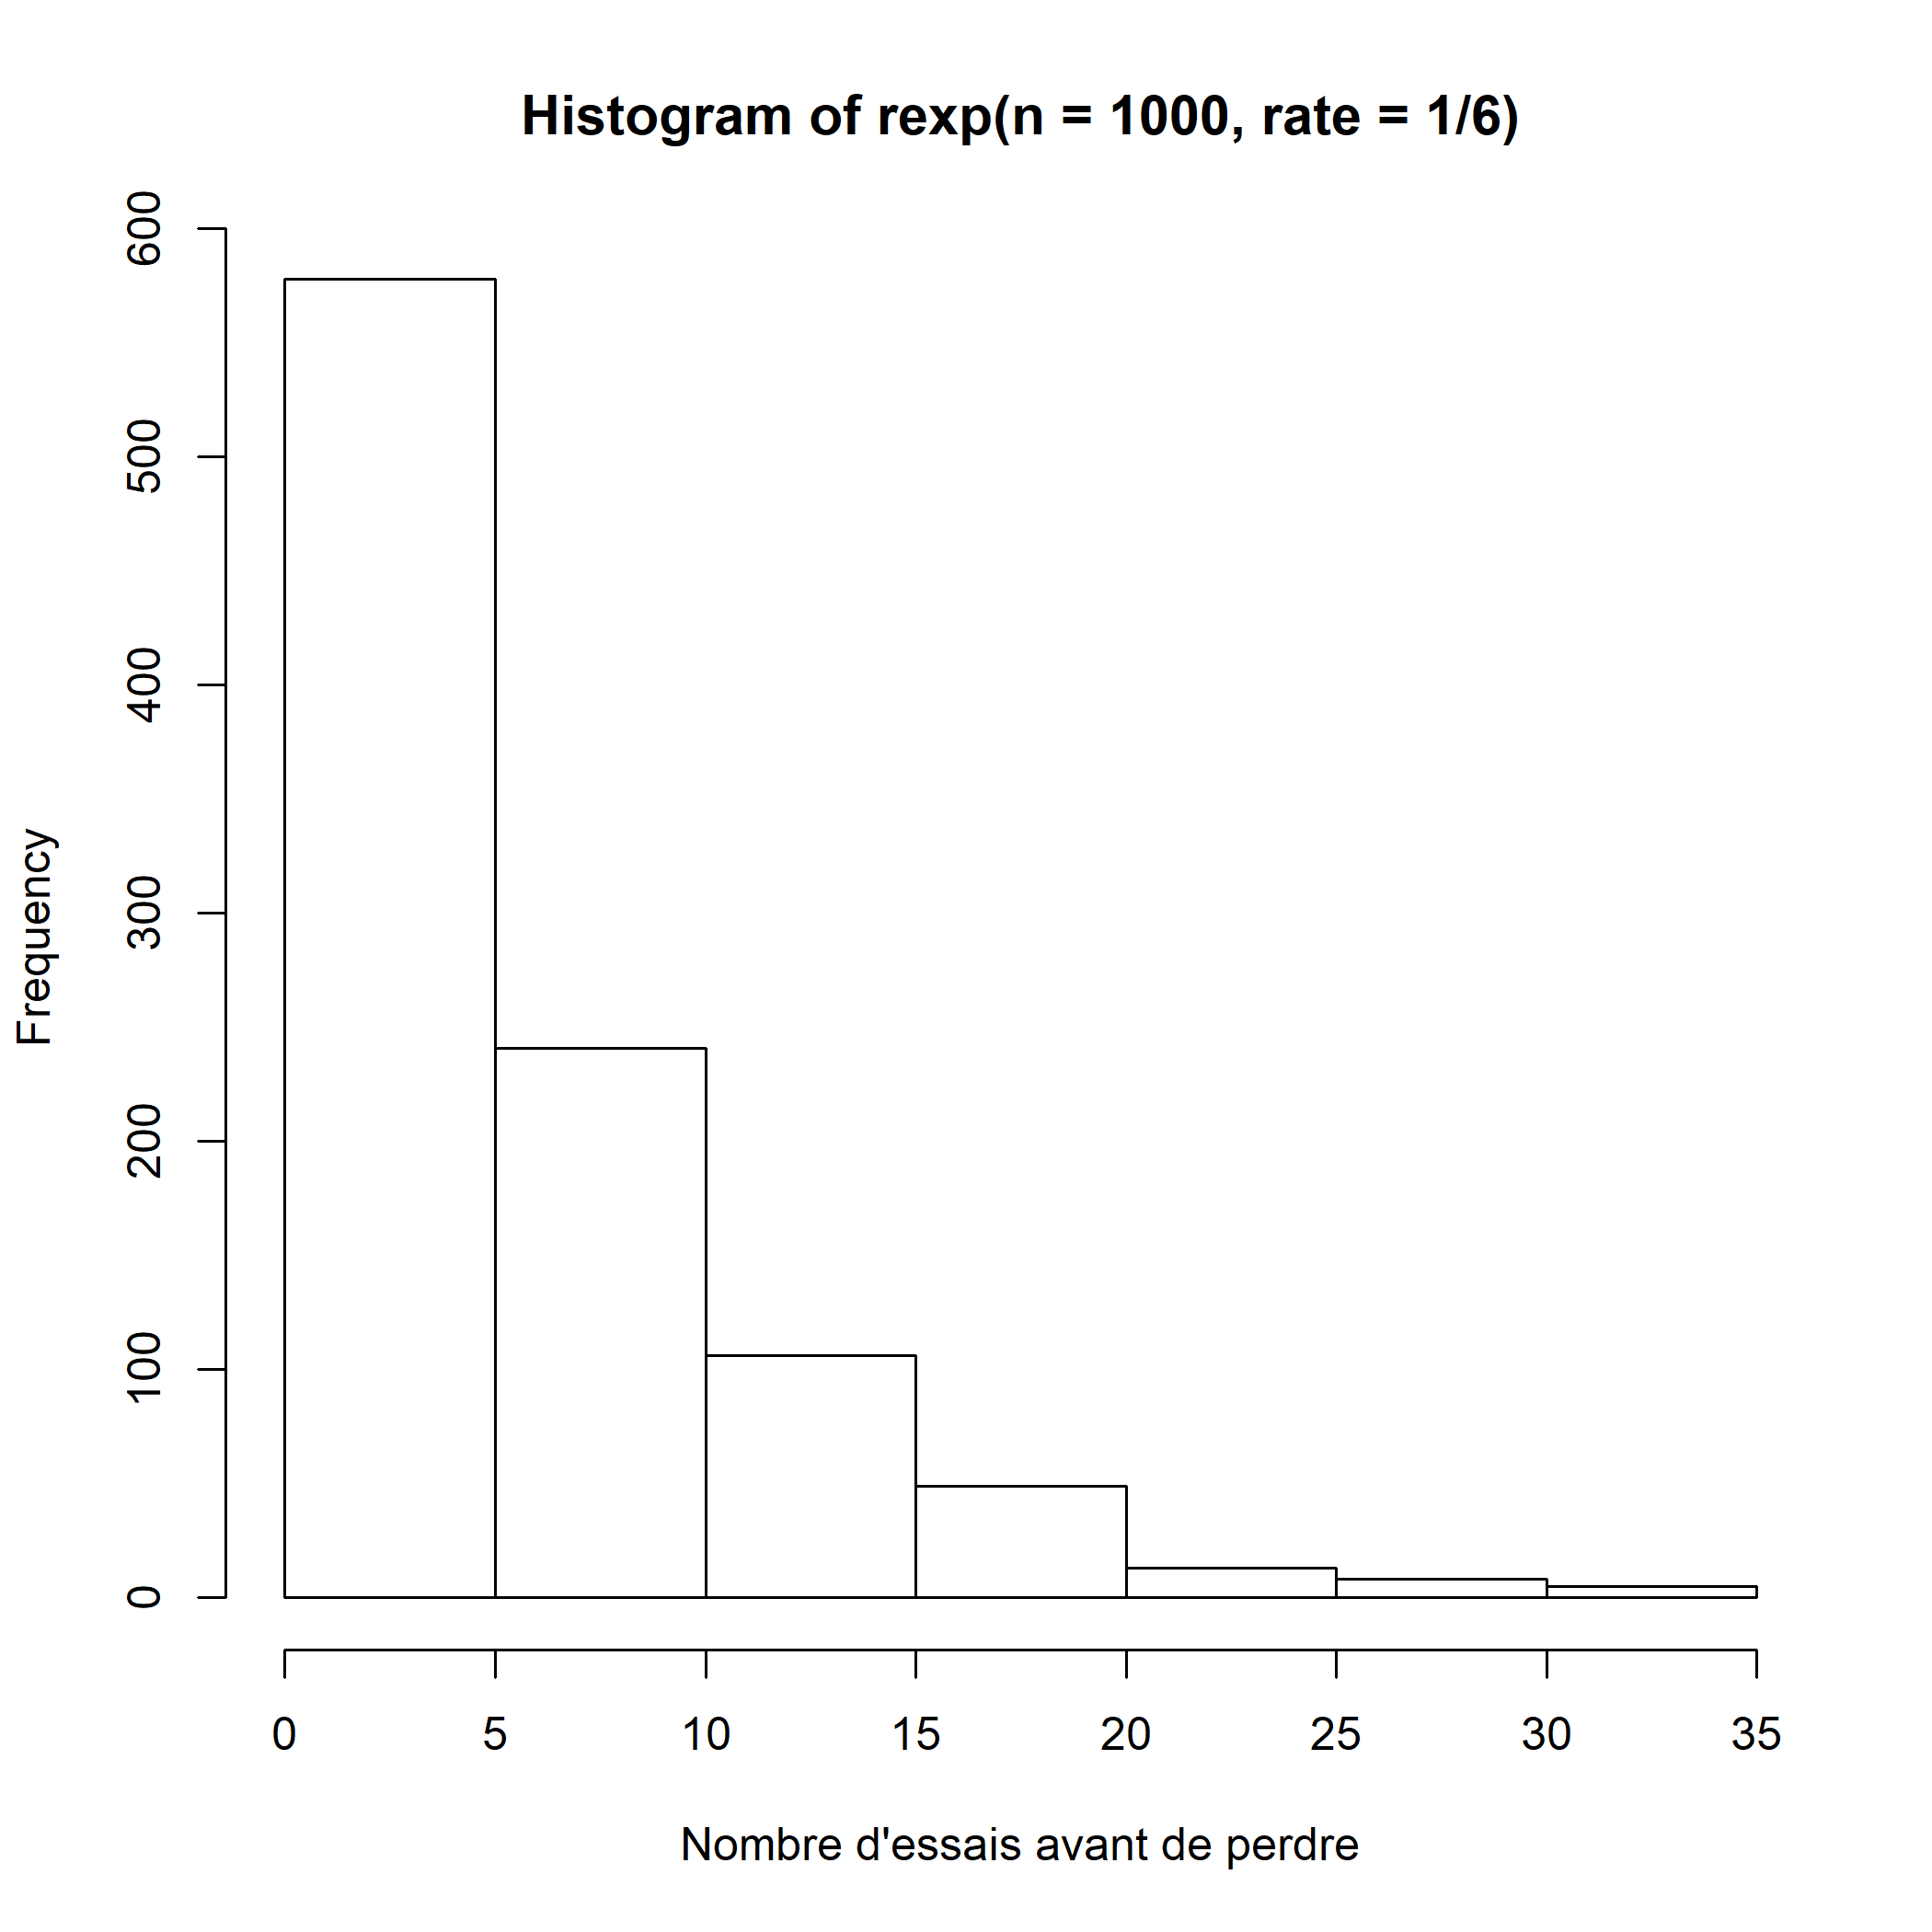 Histogram of rexp(n = 1000, rate = 1/6)
Frequency
600
500
400
300
200
100
0
0 5 10 15 20 25 30 35
Nombre d'essais avant de perdre